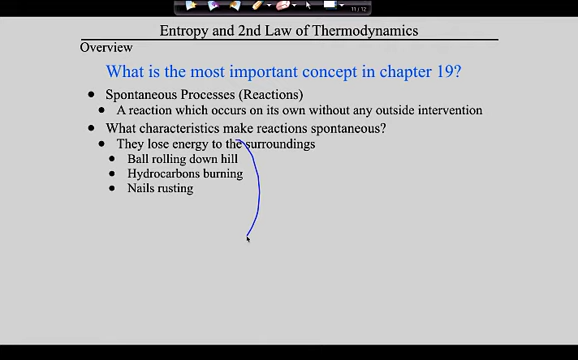 11 / 12
Entropy and 2nd Law of Thermodynamics
Overview
What is the most important concept in chapter 19?
• Spontaneous Processes (Reactions)
• A reaction which occurs on its own without any outside intervention
• What characteristics make reactions spontaneous?
• They lose energy to the surroundings
• Ball rolling down hill
• Hydrocarbons burning
• Nails rusting